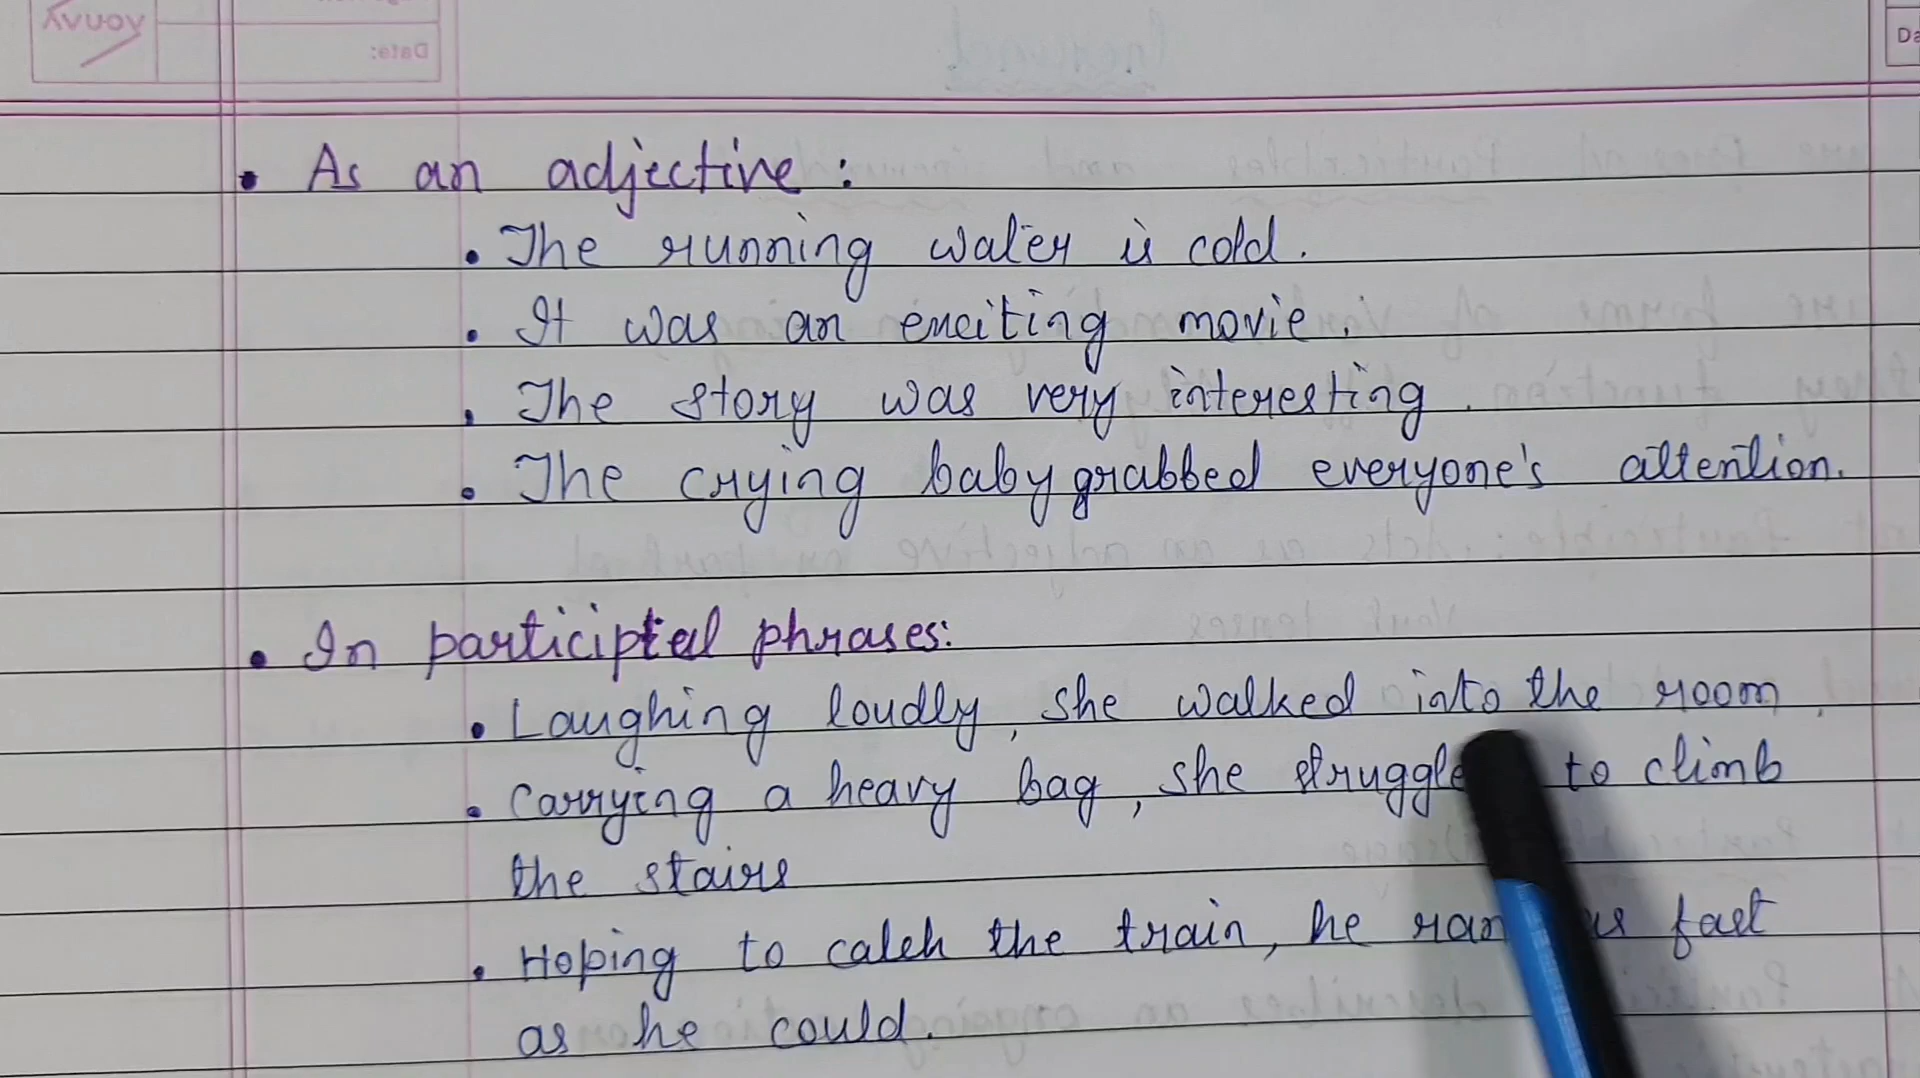 • As an adjective :
• The running water is cold.
• It was an exciting movie.
• The story was very interesting.
• The crying baby grabbed everyone's attention.
• In participial phrases:
• Laughing loudly, she walked into the room.
• Carrying a heavy bag, she to climb
the stairs
• Hoping to catch the train, he ran fast
as he could.
Da